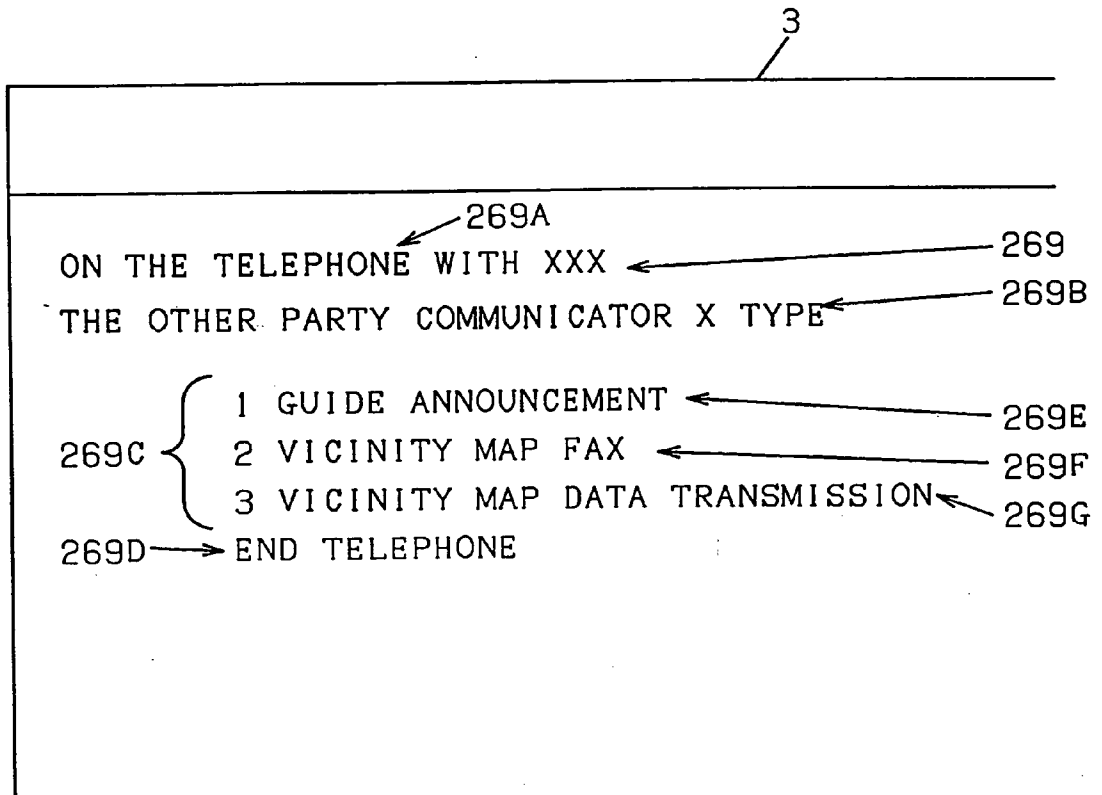 3
269A
ON THE TELEPHONE WITH XXX
269
THE OTHER PARTY COMMUNICATOR X TYPE
269B
1 GUIDE ANNOUNCEMENT
269E
269C
2 VICINITY MAP FAX
269F
3 VICINITY MAP DATA TRANSMISSION
269G
269D
END TELEPHONE